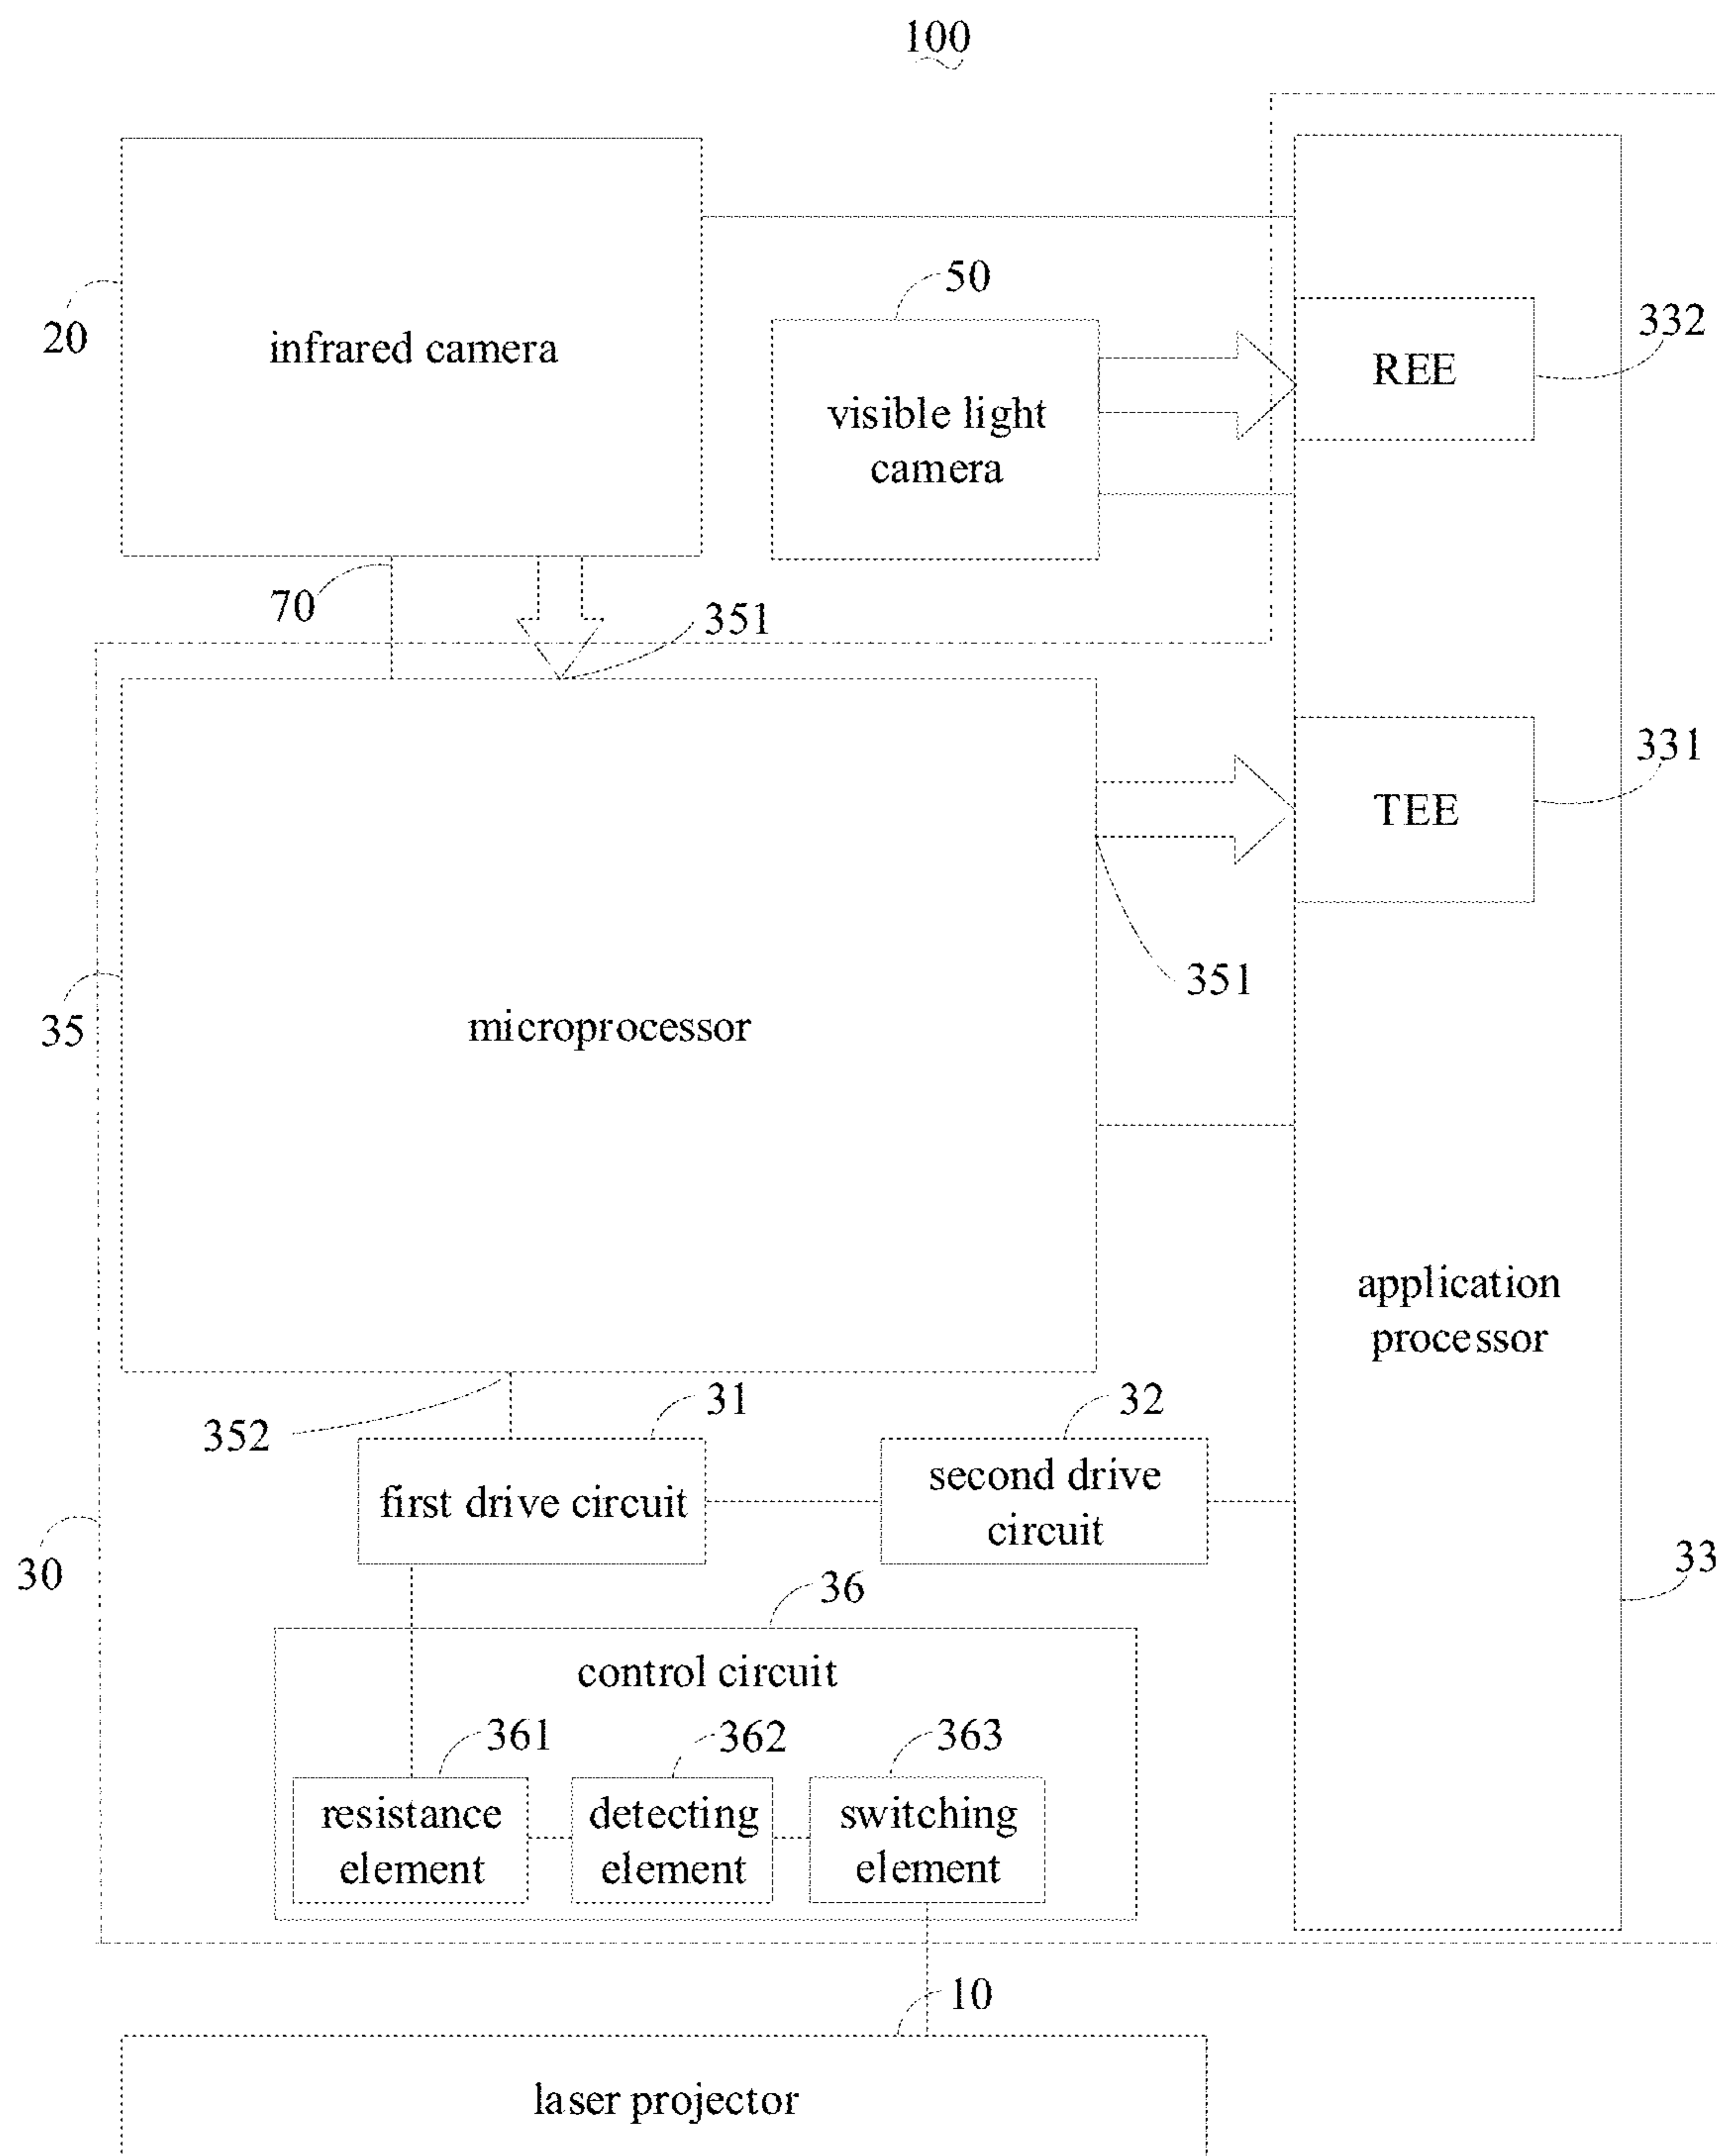 100
20
infrared camera
50
visible light
camera
REE
332
70
351
TEE
331
351
35
microprocessor
application
processor
352
31
32
first drive circuit
second drive
circuit
30
36
33
control circuit
361
362
363
resistance
element
detecting
element
switching
element
10
laser projector